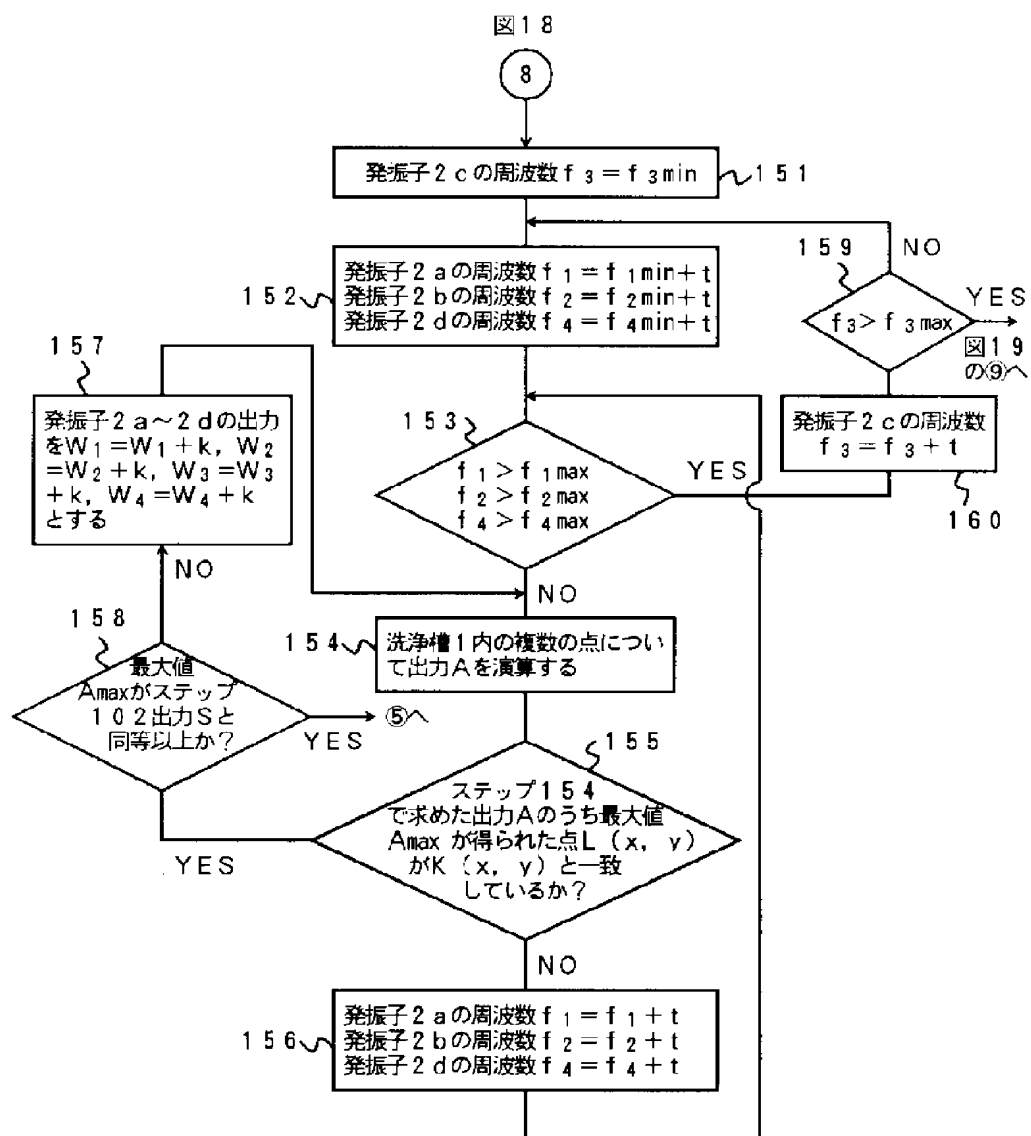 図18
8
発振子2cの周波数f3=f3min
151
159
NO
発振子2aの周波数f1=f1min+t
発振子2bの周波数f2=f2min+t
発振子2dの周波数f4=f4min+t
152
YES
f3>f3max
図19
の⑨へ
157
発振子2a~2dの出力
をW1=W1+k, W2
=W2+k, W3=W3
+k, W4=W4+k
とする
153
f1>f1max
f2>f2max
f4>f4max
YES
発振子2cの周波数
f3=f3+t
160
NO
NO
158
154
洗浄槽1内の複数の点につい
て出力Aを演算する
最大値
Amaxがステップ
102出力Sと
同等以上か?
YES
⑤へ
155
ステップ154
で求めた出力Aのうち最大値
Amaxが得られた点L(x, y)
がK(x, y)と一致
しているか?
YES
NO
発振子2aの周波数f1=f1+t
発振子2bの周波数f2=f2+t
発振子2dの周波数f4=f4+t
156